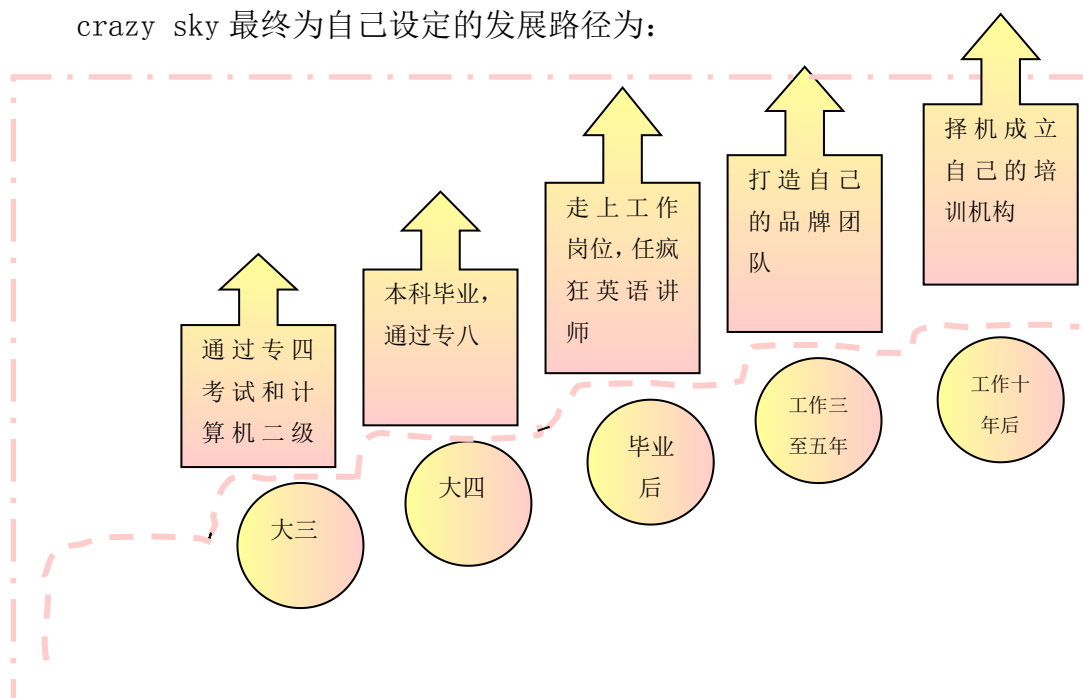 crazy sky 最终为自己设定的发展路径为：
通过专四
考试和计
算机二级
大三
本科毕业，
通过专八
大四
走上工作
岗位，任疯
狂英语讲
师
毕业
后
打造自己
的品牌团
队
工作三
至五年
择机成立
自己的培
训机构
工作十
年后